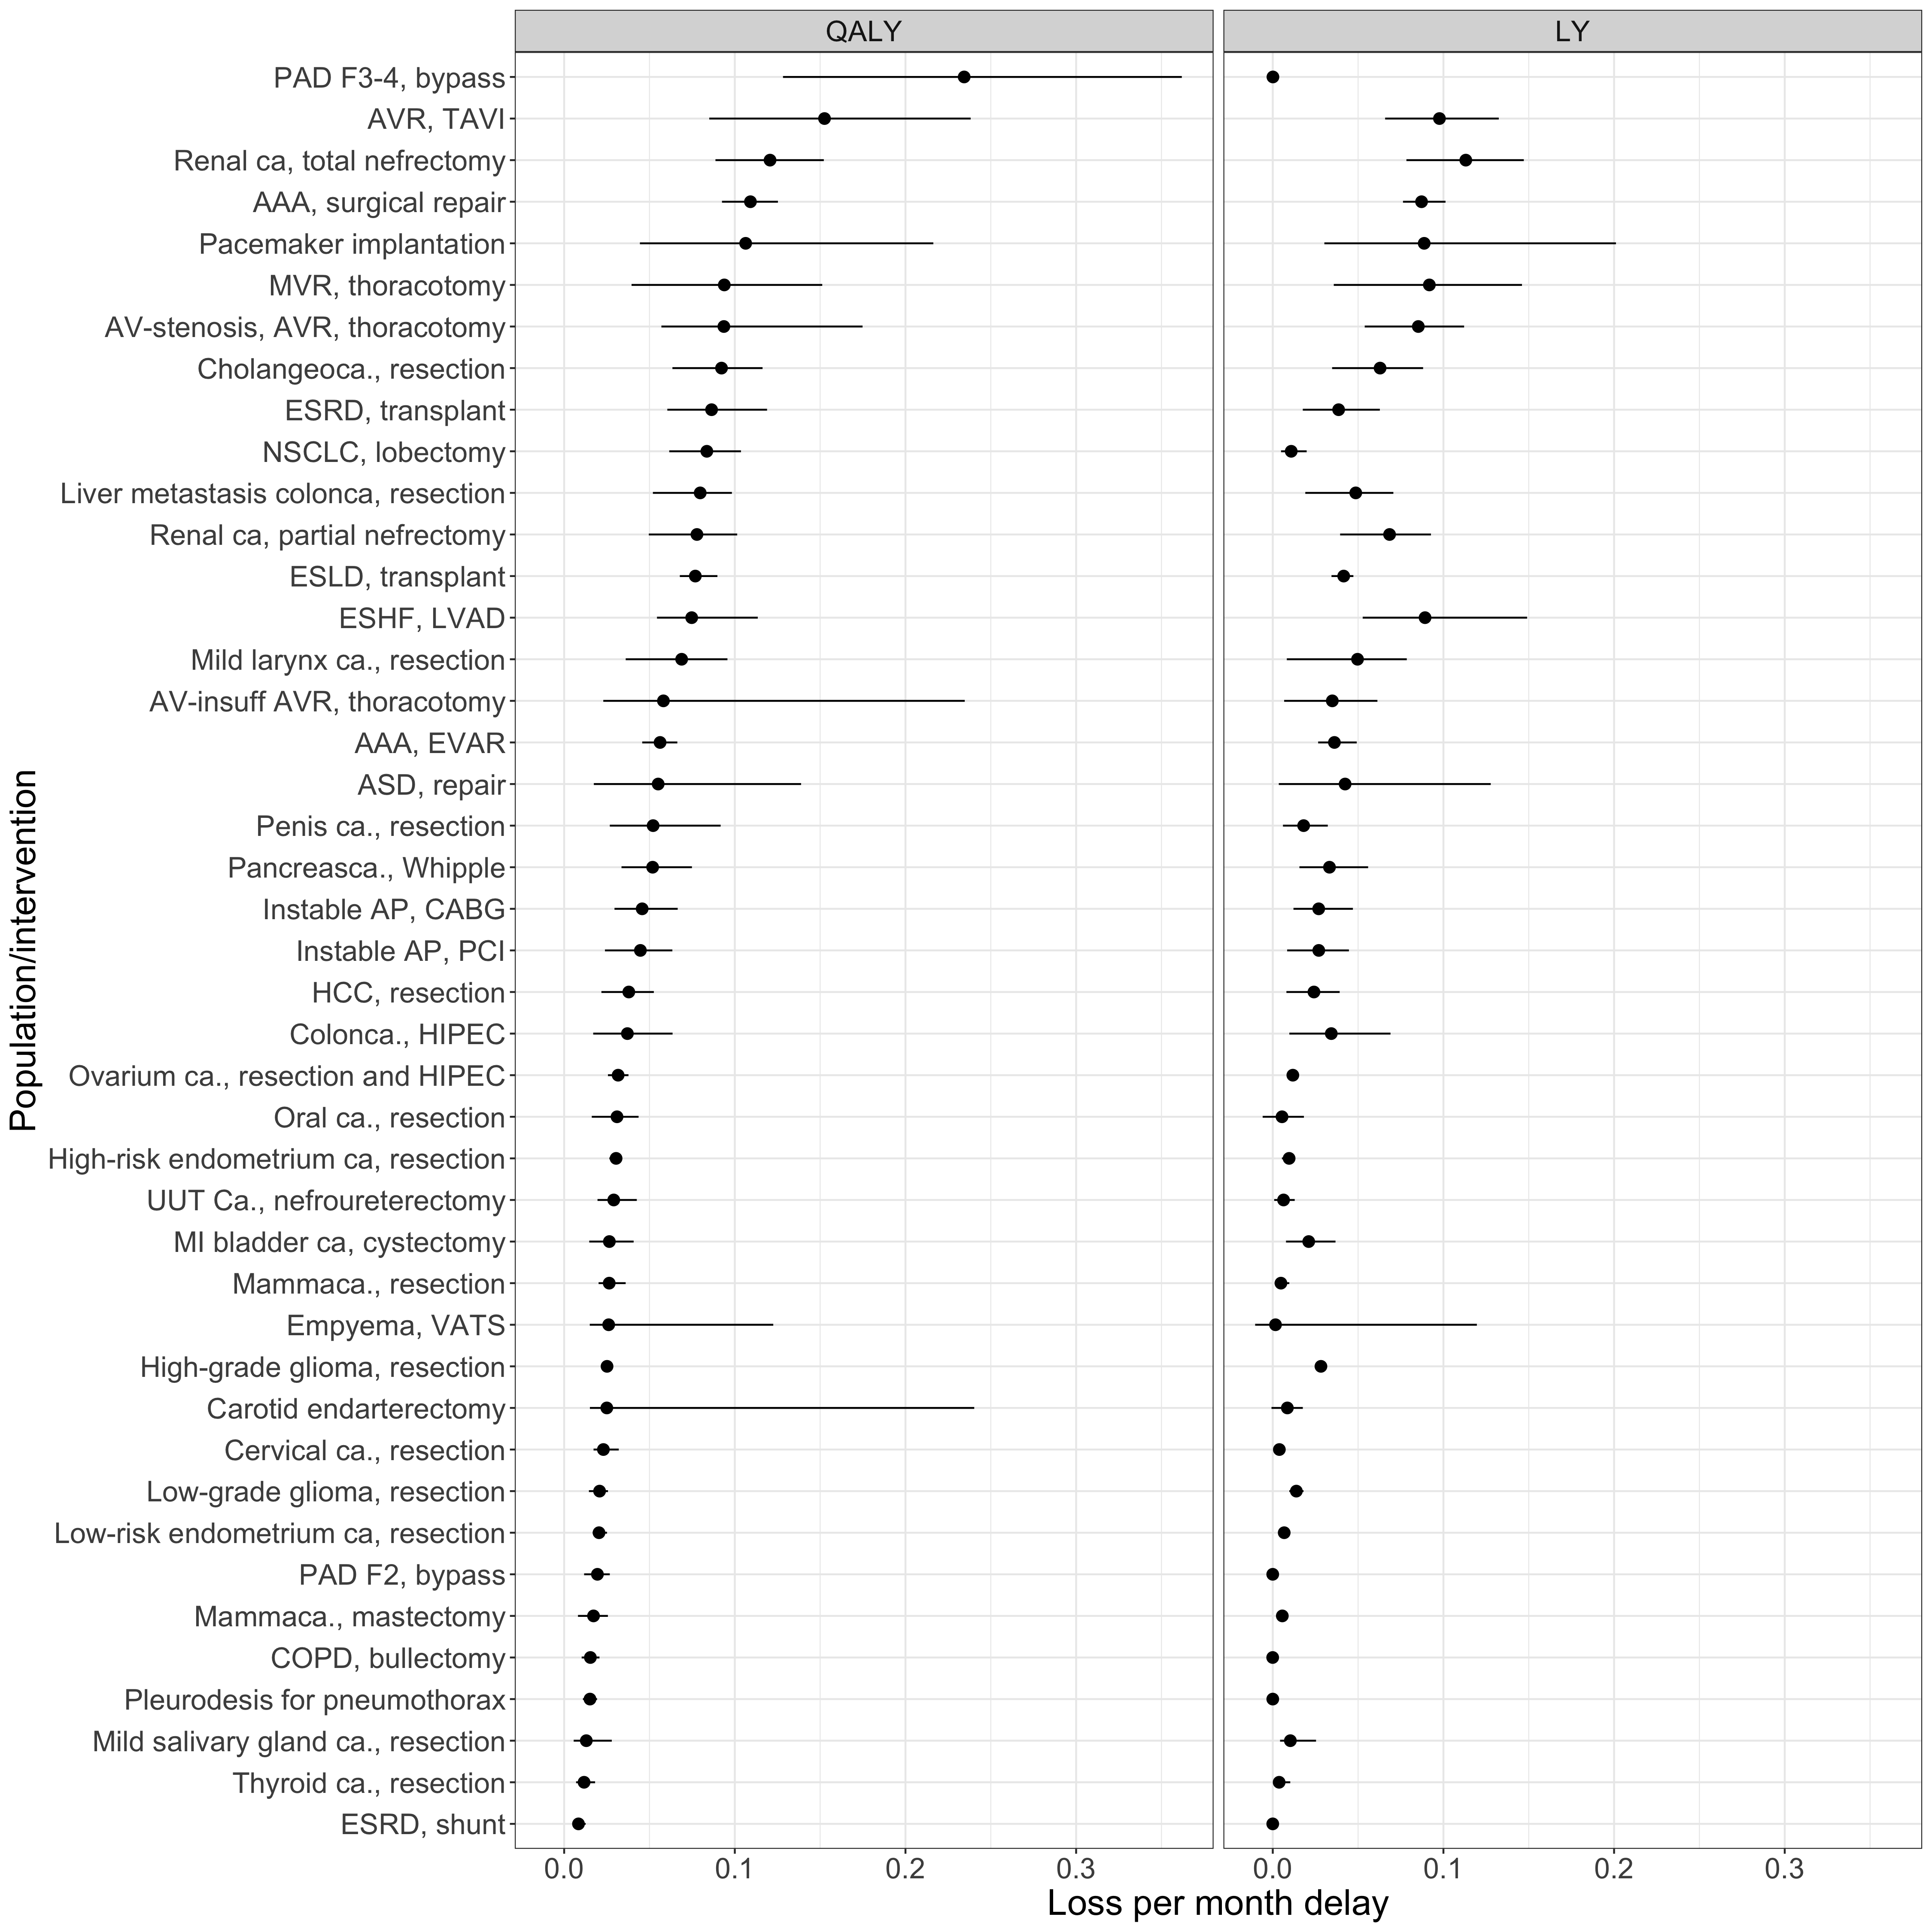 QALY
LY
Population/intervention
PAD F3-4, bypass
AVR, TAVI
Renal ca, total nefrectomy
AAA, surgical repair
Pacemaker implantation
MVR, thoracotomy
AV-stenosis, AVR, thoracotomy
Cholangeoca., resection
ESRD, transplant
NSCLC, lobectomy
Liver metastasis colonca, resection
Renal ca, partial nefrectomy
ESLD, transplant
ESHF, LVAD
Mild larynx ca., resection
AV-insuff AVR, thoracotomy
AAA, EVAR
ASD, repair
Penis ca., resection
Pancreasca., Whipple
Instable AP, CABG
Instable AP, PCI
HCC, resection
Colonca., HIPEC
Ovarium ca., resection and HIPEC
Oral ca., resection
High-risk endometrium ca, resection
UUT Ca., nefroureterectomy
MI bladder ca, cystectomy
Mammaca., resection
Empyema, VATS
High-grade glioma, resection
Carotid endarterectomy
Cervical ca., resection
Low-grade glioma, resection
Low-risk endometrium ca, resection
PAD F2, bypass
Mammaca., mastectomy
COPD, bullectomy
Pleurodesis for pneumothorax
Mild salivary gland ca., resection
Thyroid ca., resection
ESRD, shunt
0.0 0.1 0.2 0.3
0.0 0.1 0.2 0.3
Loss per month delay